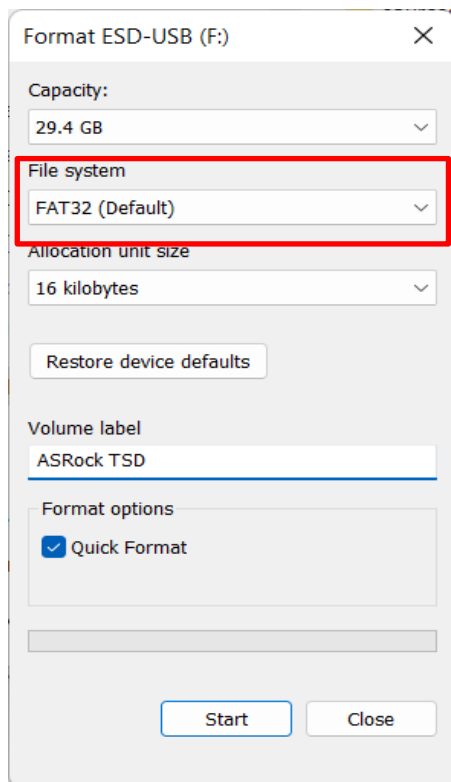 Format ESD-USB (F:)
Capacity:
29.4 GB
File system
FAT32 (Default)
Allocation unit size
16 kilobytes
Restore device defaults
Volume label
ASRock TSD
Format options
Quick Format
Start Close